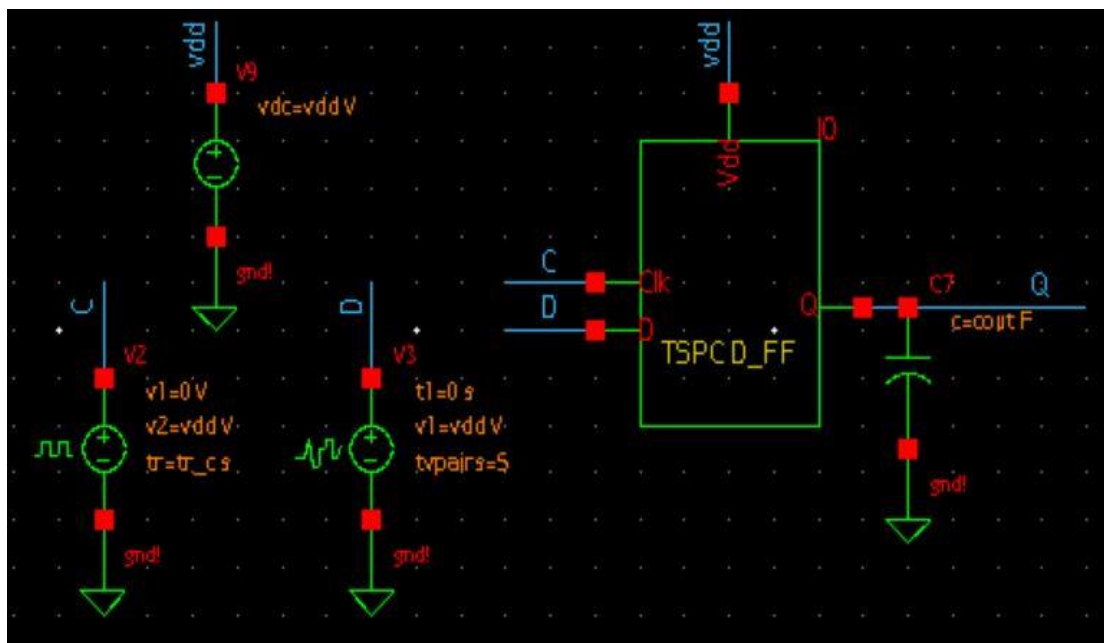 vdd
V9
vdc=vdd V
gnd!
C
V2
v1=0 V
v2=vdd V
tr=tr_c s
gnd!
D
V3
t1=0 s
v1=vdd V
tvpairs=5
gnd!
vdd
I0
Vdd
C
Clk
D
D
TSPC D_FF
Q
C7
Q
c=cout F
gnd!